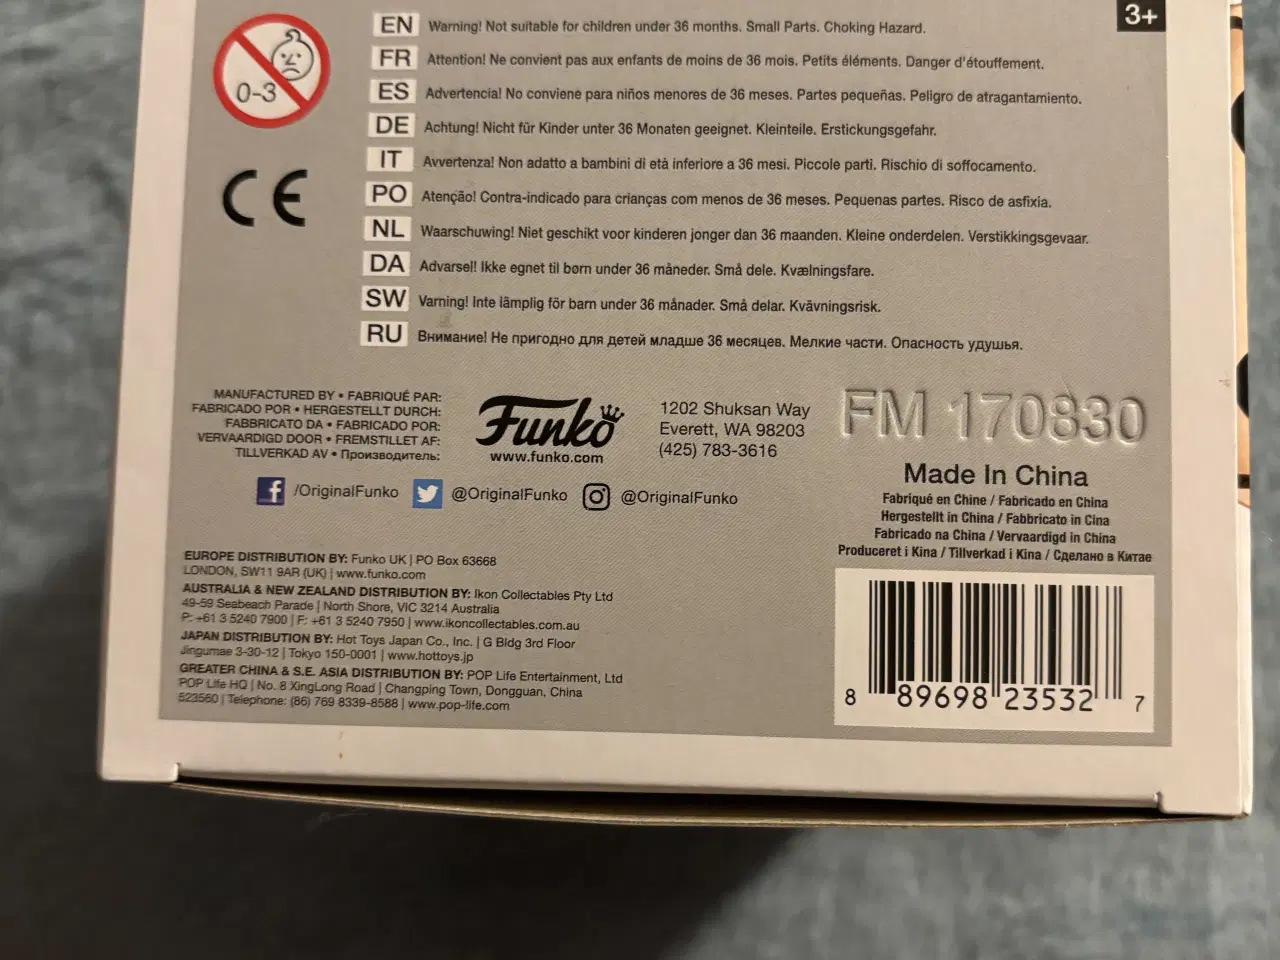 3+
0-3
EN Warning! Not suitable for children under 36 months. Small Parts. Choking Hazard.
FR Attention! Ne convient pas aux enfants de moins de 36 mois. Petits éléments. Danger d'étouffement.
ES Advertencia! No conviene para niños menores de 36 meses. Partes pequeñas. Peligro de atragantamiento.
DE Achtung! Nicht für Kinder unter 36 Monaten geeignet. Kleinteile. Erstickungsgefahr.
IT Avvertenza! Non adatto a bambini di età inferiore a 36 mesi. Piccole parti. Rischio di soffocamento.
PO Atenção! Contra-indicado para crianças com menos de 36 meses. Pequenas partes. Risco de asfixia.
NL Waarschuwing! Niet geschikt voor kinderen jonger dan 36 maanden. Kleine onderdelen. Verstikkingsgevaar.
DA Advarsel! Ikke egnet til børn under 36 måneder. Små dele. Kvælningsfare.
SW Varning! Inte lämplig för barn under 36 månader. Små delar. Kvävningsrisk.
RU Внимание! Не пригодно для детей младше 36 месяцев. Мелкие части. Опасность удушья.
CE
MANUFACTURED BY • FABRIQUÉ PAR:
FABRICADO POR • HERGESTELLT DURCH:
FABBRICATO DA • FABRICADO POR:
VERVAARDIGD DOOR • FREMSTILLET AF:
TILLVERKAD AV • Производитель:
Funko
www.funko.com
1202 Shuksan Way
Everett, WA 98203
(425) 783-3616
FM 170830
/OriginalFunko @OriginalFunko @OriginalFunko
Made In China
Fabriqué en Chine / Fabricado en China
Hergestellt in China / Fabbricato in Cina
Fabricado na China / Vervaardigd in China
Produceret i Kina / Tillverkad i Kina / Сделано в Китае
EUROPE DISTRIBUTION BY: Funko UK | PO Box 63668
LONDON, SW11 9AR (UK) | www.funko.com
AUSTRALIA & NEW ZEALAND DISTRIBUTION BY: Ikon Collectables Pty Ltd
49-59 Seabeach Parade | North Shore, VIC 3214 Australia
P: +61 3 5240 7900 | F: +61 3 5240 7950 | www.ikoncollectables.com.au
JAPAN DISTRIBUTION BY: Hot Toys Japan Co., Inc. | G Bldg 3rd Floor
Jingumae 3-30-12 | Tokyo 150-0001 | www.hottoys.jp
GREATER CHINA & S.E. ASIA DISTRIBUTION BY: POP Life Entertainment, Ltd
POP Life HQ | No. 8 XingLong Road | Changping Town, Dongguan, China
523560 | Telephone: (86) 769 8339-8588 | www.pop-life.com
8 89698 23532 7